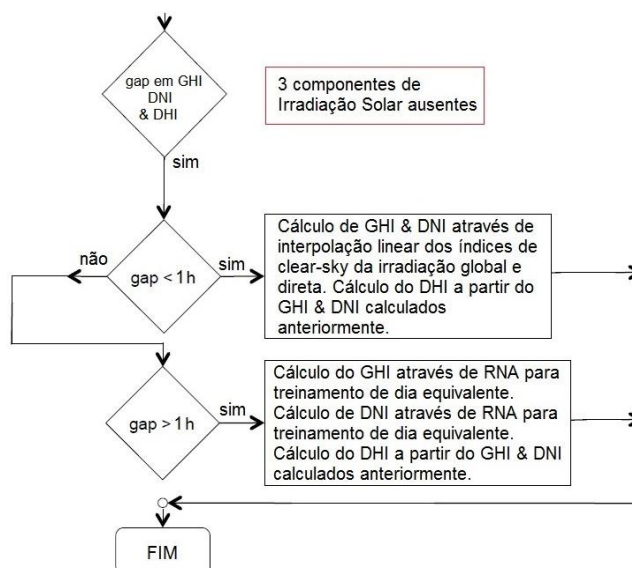 gap em GHI
DNI
& DHI
3 componentes de
Irradiação Solar ausentes
sim
não
gap < 1h
sim
Cálculo de GHI & DNI através de
interpolação linear dos índices de
clear-sky da irradiação global e
direta. Cálculo do DHI a partir do
GHI & DNI calculados
anteriormente.
gap > 1h
sim
Cálculo do GHI através de RNA para
treinamento de dia equivalente.
Cálculo de DNI através de RNA para
treinamento de dia equivalente.
Cálculo do DHI a partir do GHI & DNI
calculados anteriormente.
FIM